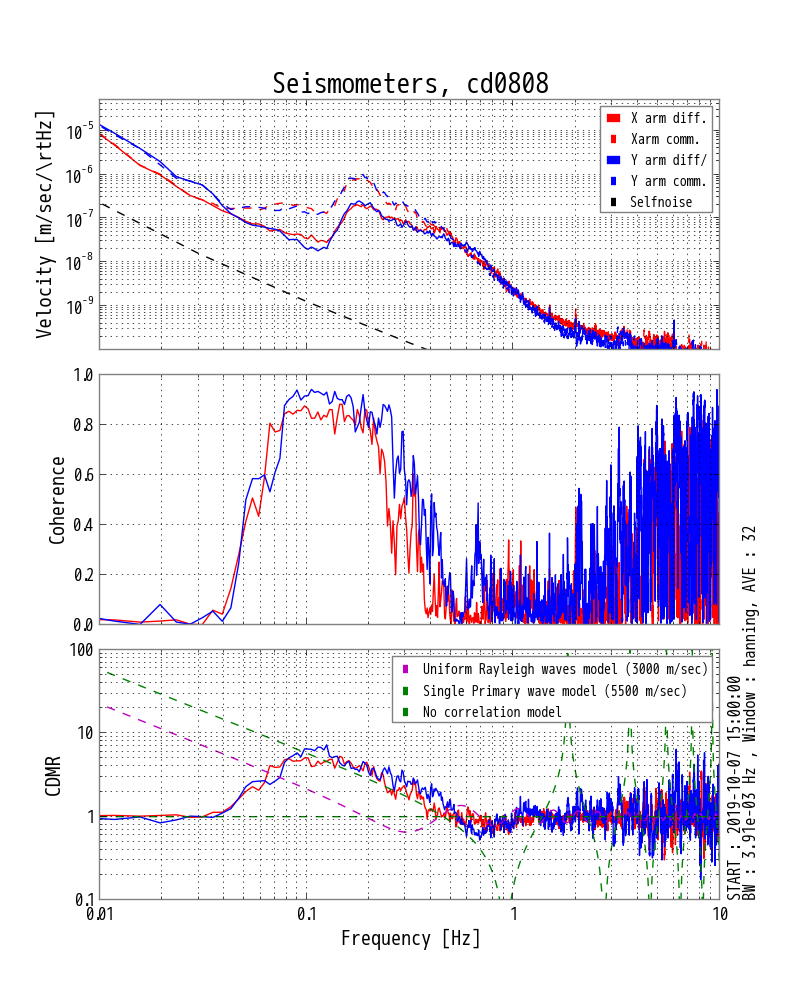 Seismometers, cd0808
Velocity [m/sec/\rtHz]
10^-5
10^-6
10^-7
10^-8
10^-9
X arm diff.
Xarm comm.
Y arm diff/
Y arm comm.
Selfnoise
Coherence
1.0
0.8
0.6
0.4
0.2
0.0
CDMR
100
10
1
0.1
Uniform Rayleigh waves model (3000 m/sec)
Single Primary wave model (5500 m/sec)
No correlation model
0.01
0.1
1
10
Frequency [Hz]
START : 2019-10-07 15:00:00
BW : 3.91e-03 Hz , Window : hanning, AVE : 32